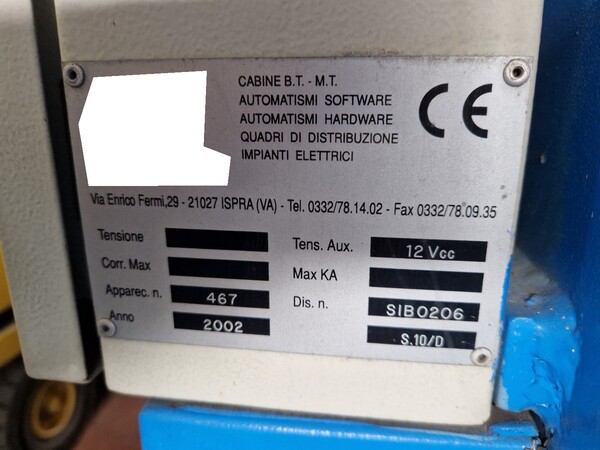 CABINE B.T. - M.T.
AUTOMATISMI SOFTWARE
AUTOMATISMI HARDWARE
QUADRI DI DISTRIBUZIONE
IMPIANTI ELETTRICI
CE
Via Enrico Fermi,29 - 21027 ISPRA (VA) - Tel. 0332/78.14.02 - Fax 0332/78.09.35
Tensione
Tens. Aux. 12 Vcc
Corr. Max
Max KA
Apparec. n. 467
Dis. n. SIB0206
Anno 2002
S.10/D